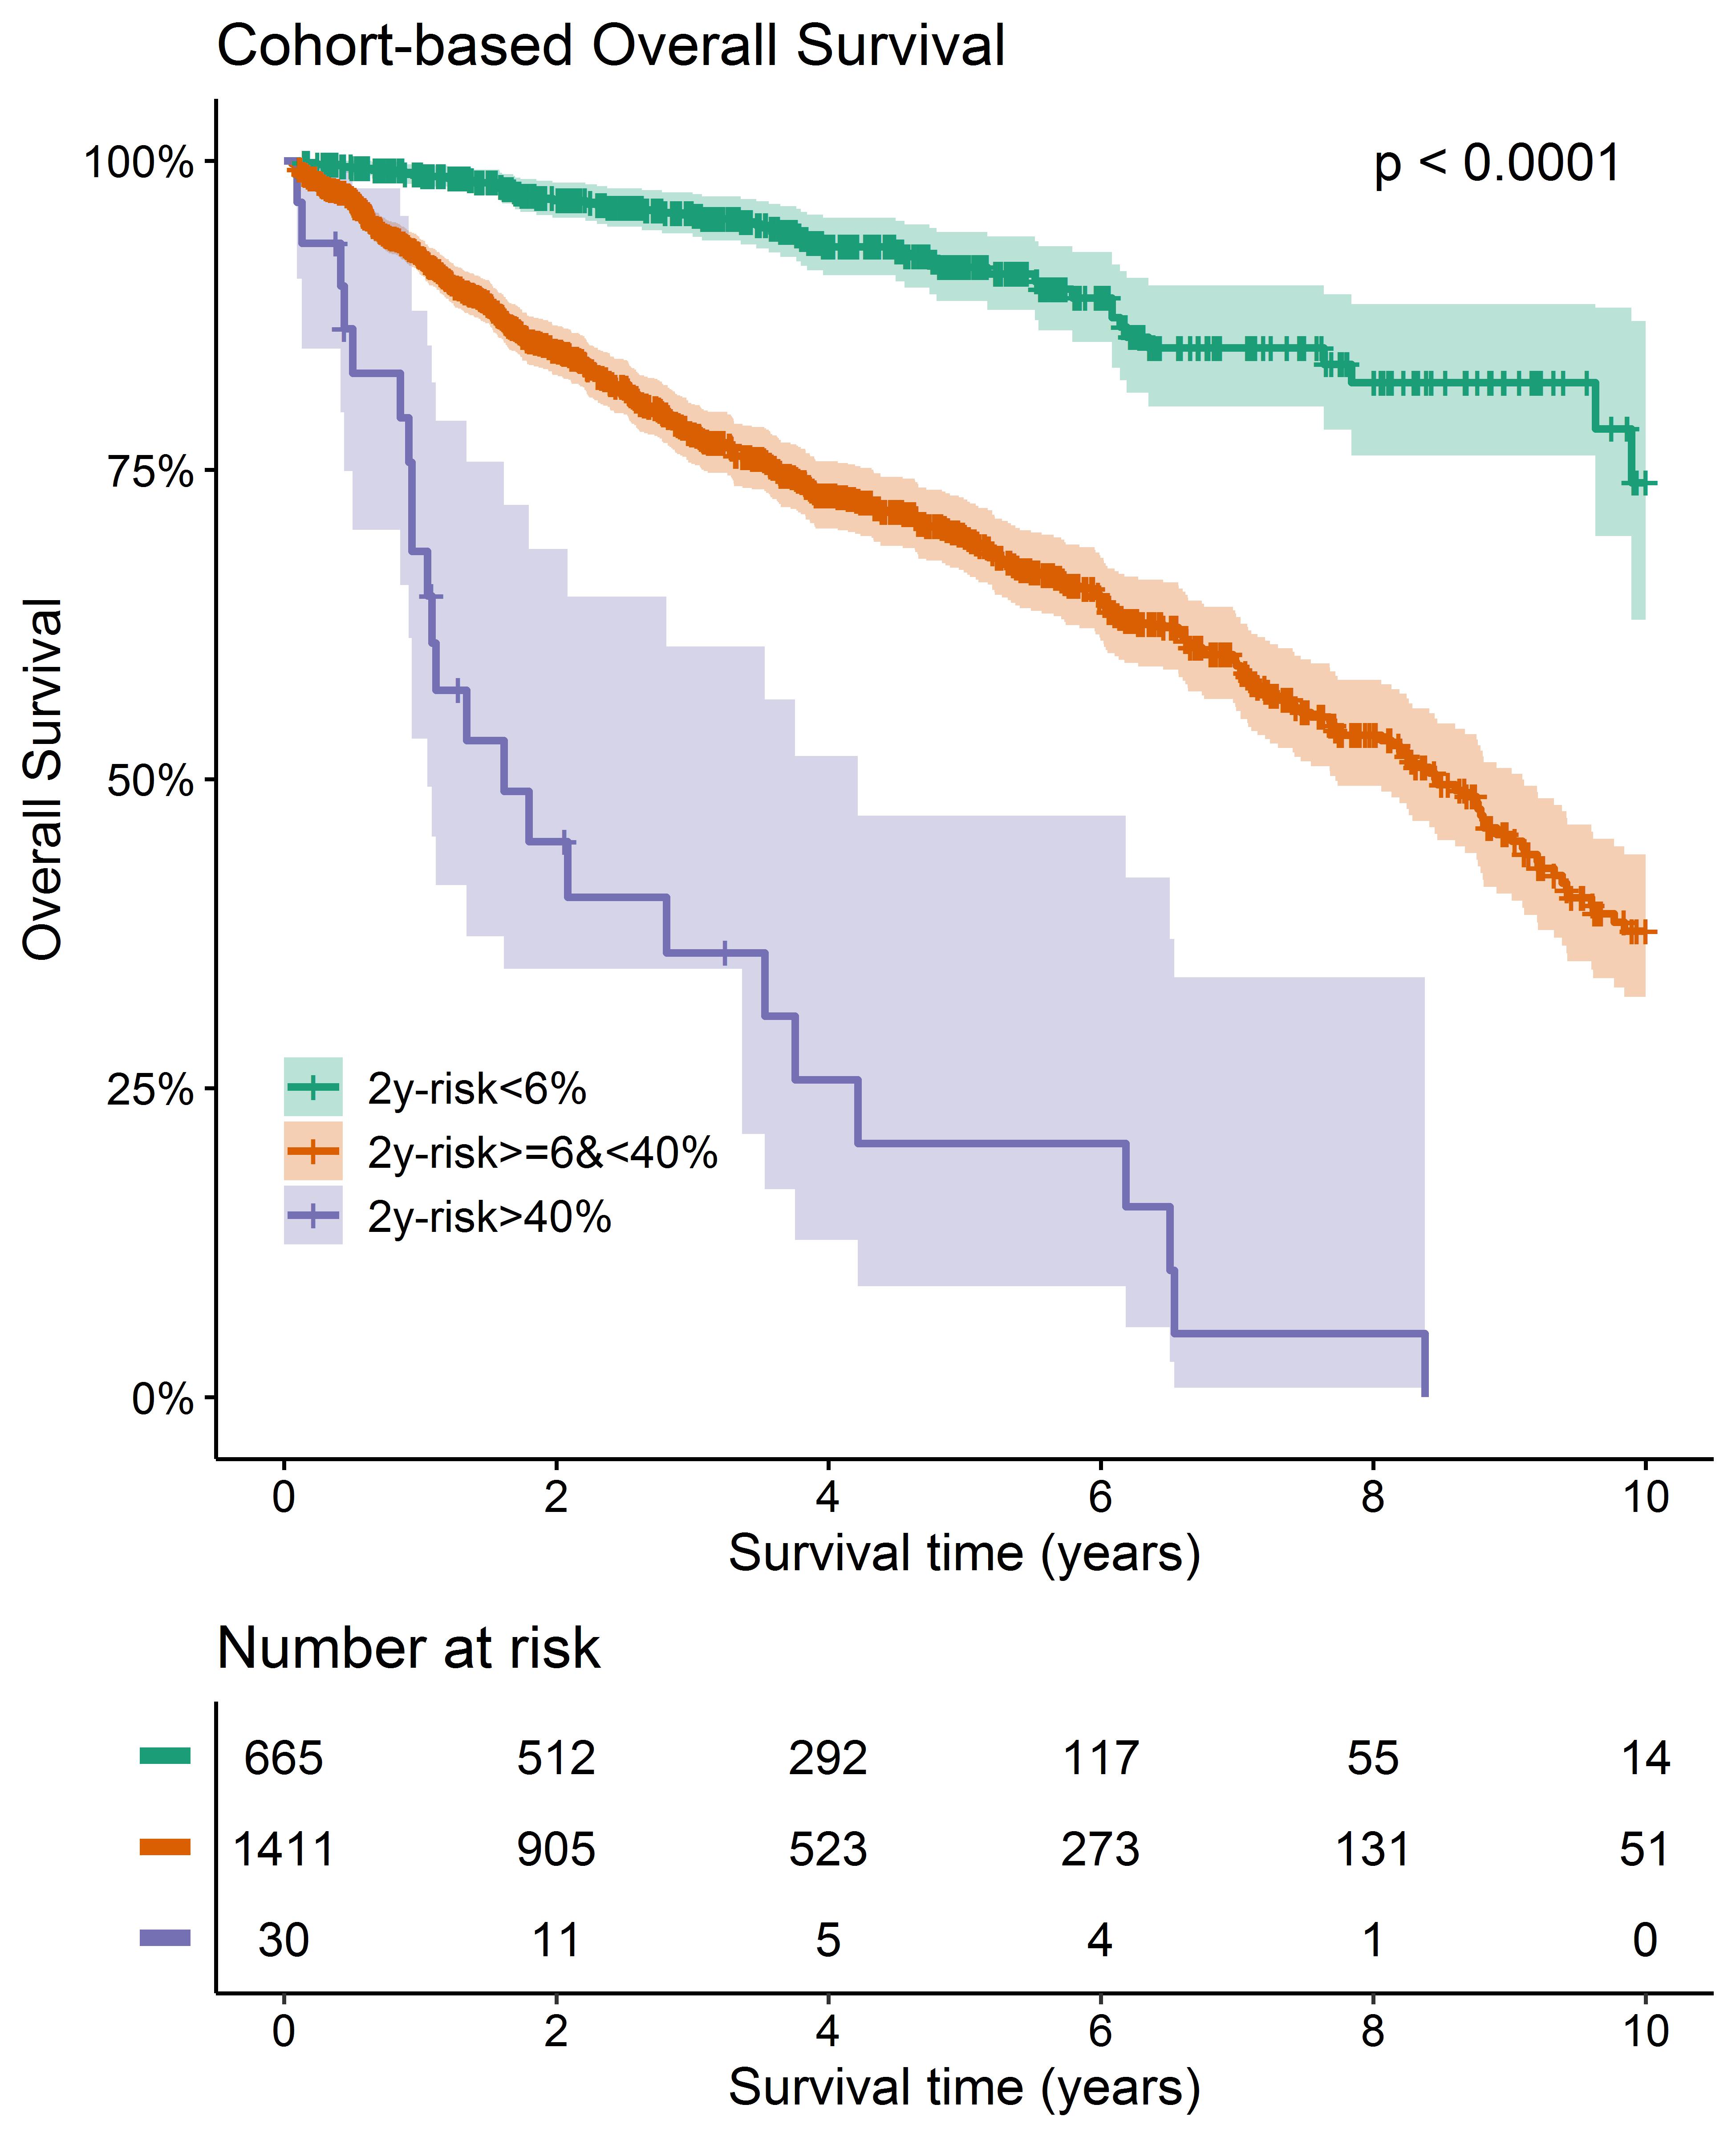 Cohort-based Overall Survival
p < 0.0001
100%
75%
50%
25%
0%
Overall Survival
2y-risk<6%
2y-risk>=6&<40%
2y-risk>40%
0 2 4 6 8 10
Survival time (years)
Number at risk
665 512 292 117 55 14
1411 905 523 273 131 51
30 11 5 4 1 0
0 2 4 6 8 10
Survival time (years)